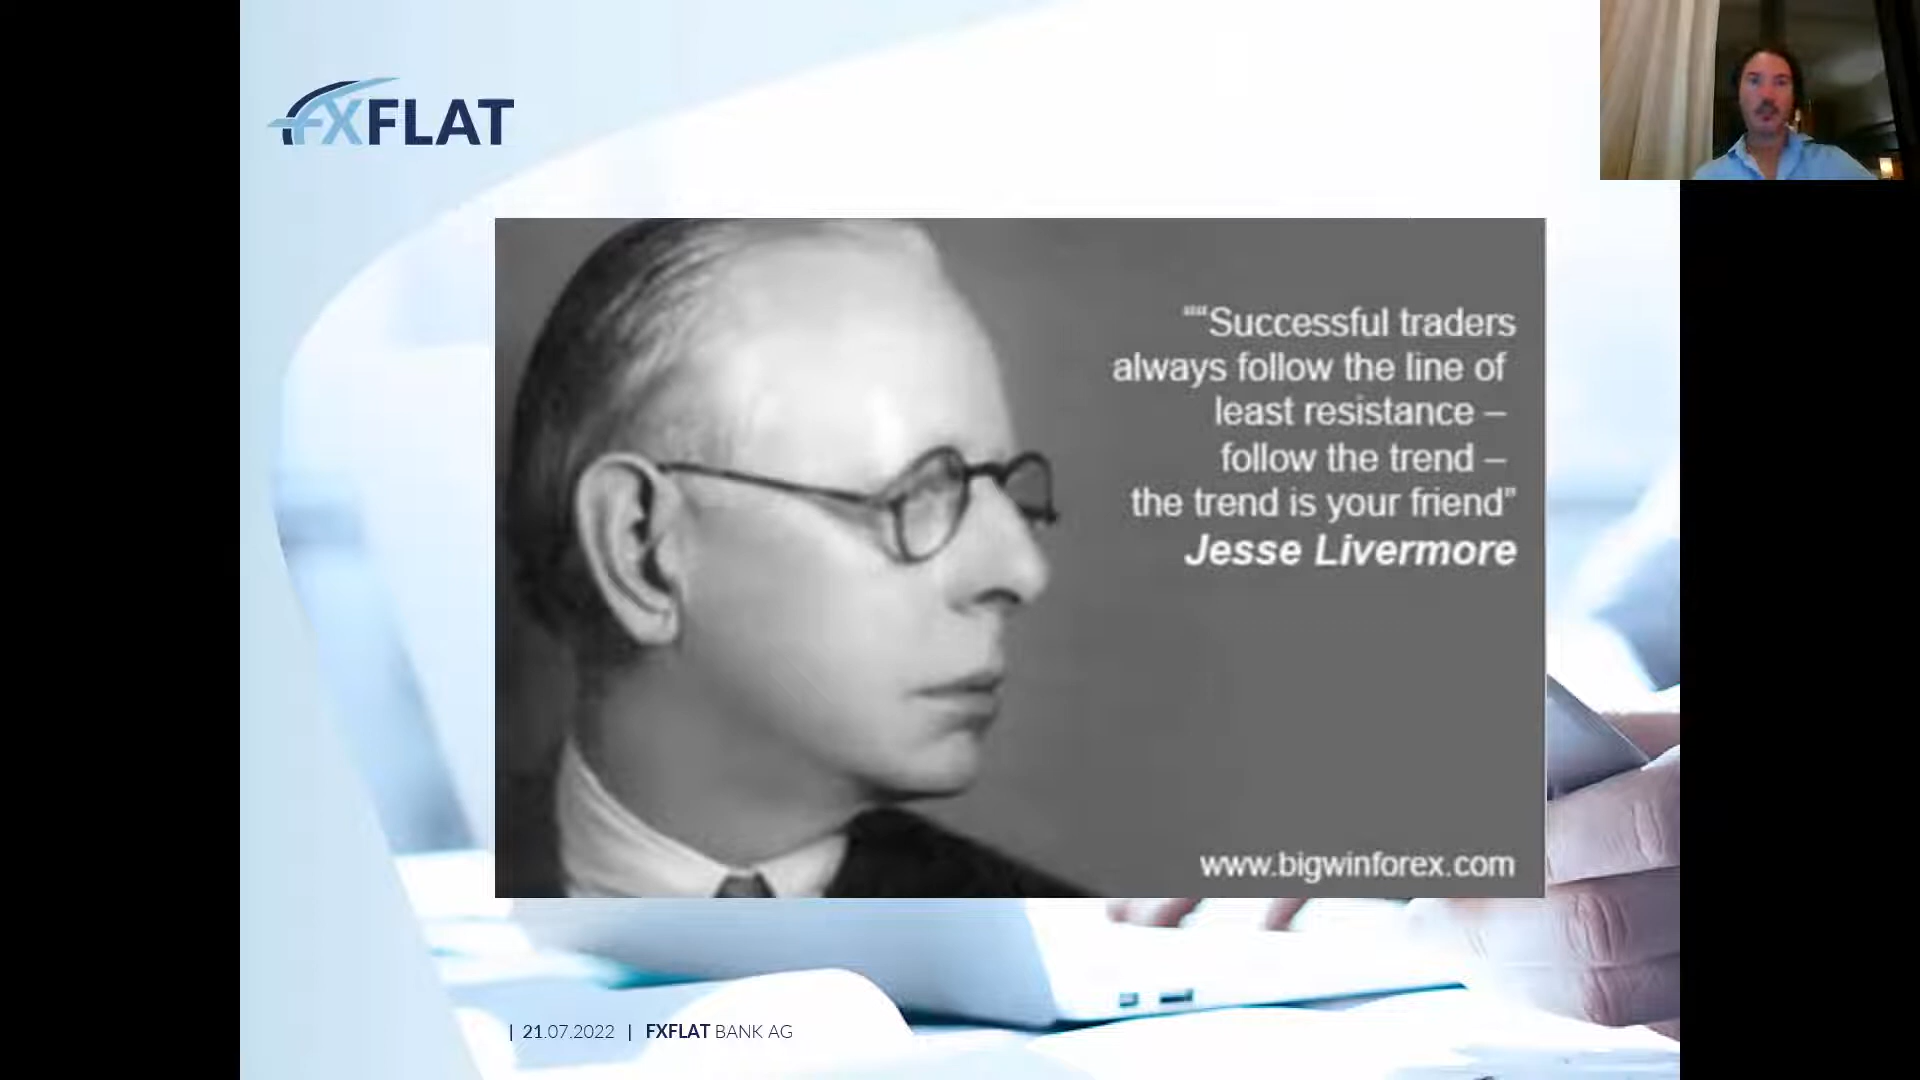 FXFLAT
““Successful traders
always follow the line of
least resistance –
follow the trend –
the trend is your friend”
Jesse Livermore
www.bigwinforex.com
| 21.07.2022 | FXFLAT BANK AG